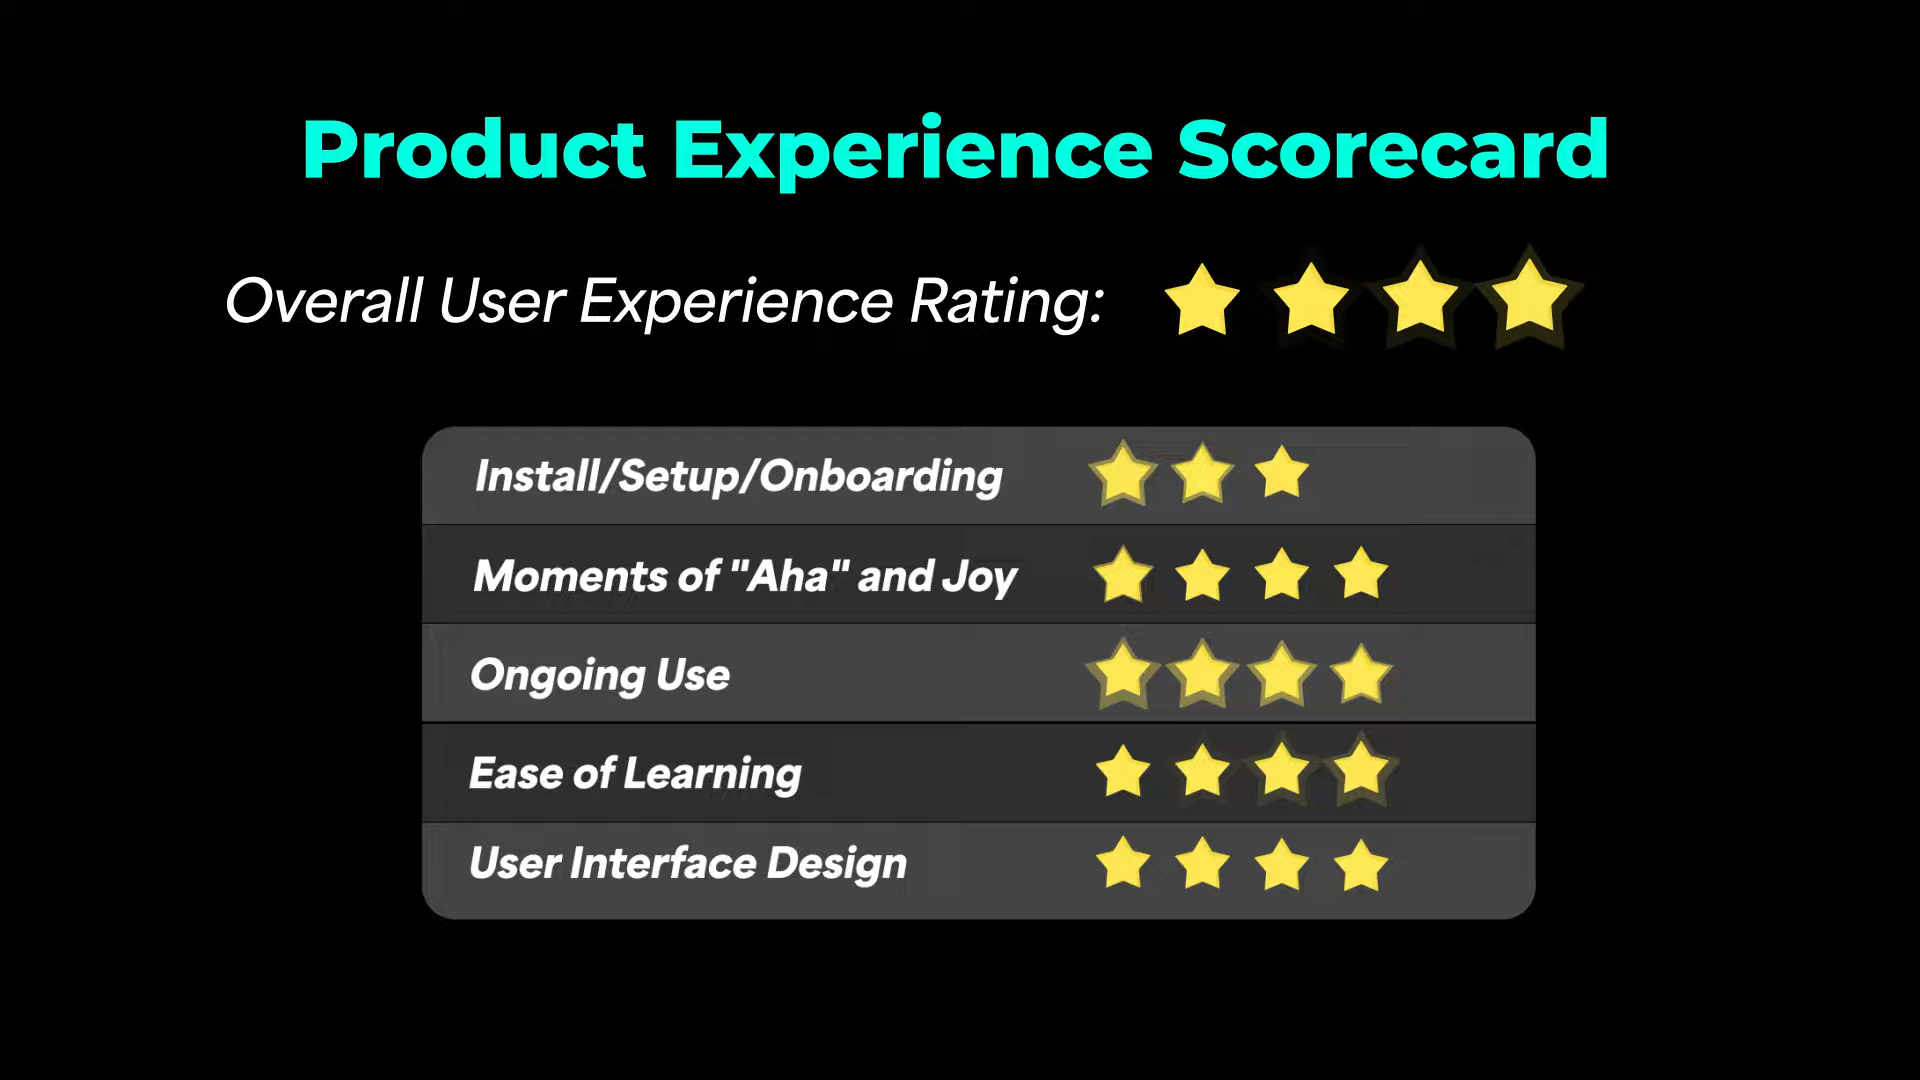 Product Experience Scorecard
Overall User Experience Rating:
Install/Setup/Onboarding
Moments of "Aha" and Joy
Ongoing Use
Ease of Learning
User Interface Design